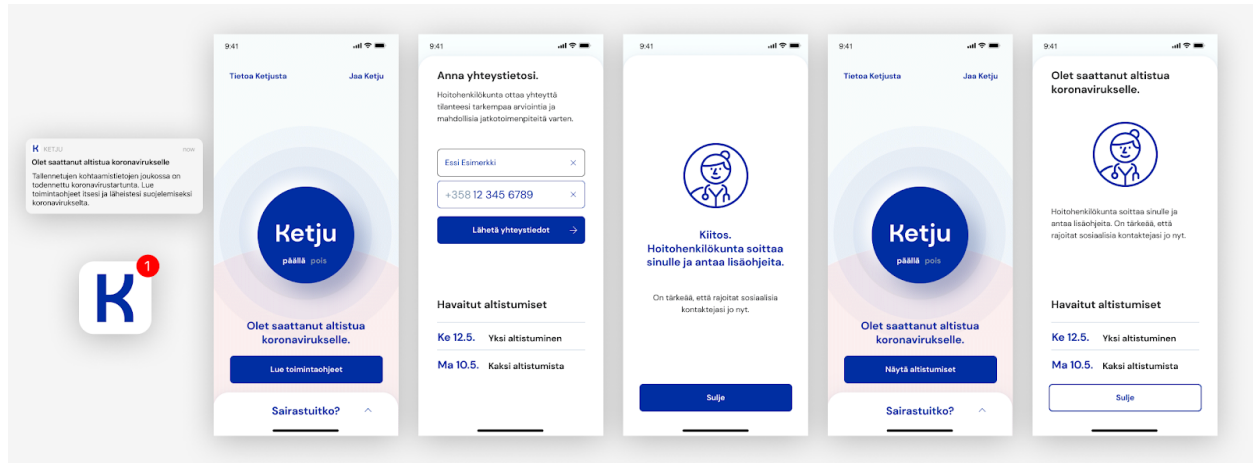 K KETJU now
Olet saattanut altistua koronavirukselle
Tallennetujen kohtaamistietojen joukossa on
todennettu koronavirustartunta. Lue
toimintaohjeet itsesi ja läheistesi suojelemiseksi
koronavirukselta.
K
1
9:41
Tietoa Ketjusta Jaa Ketju
Ketju
päällä pois
Olet saattanut altistua
koronavirukselle.
Lue toimintaohjeet
Sairastuitko?
9:41
Anna yhteystietosi.
Hoitohenkilökunta ottaa yhteyttä
tilanteesi tarkempaa arviointia ja
mahdollisia jatkotoimenpiteitä varten.
Essi Esimerkki ×
+358 12 345 6789 ×
Lähetä yhteystiedot →
Havaitut altistumiset
Ke 12.5. Yksi altistuminen
Ma 10.5. Kaksi altistumista
9:41
Kiitos.
Hoitohenkilökunta soittaa
sinulle ja antaa lisäohjeita.
On tärkeää, että rajoitat sosiaalisia
kontaktejasi jo nyt.
Sulje
9:41
Tietoa Ketjusta Jaa Ketju
Ketju
päällä pois
Olet saattanut altistua
koronavirukselle.
Näytä altistumiset
Sairastuitko?
9:41
Olet saattanut altistua
koronavirukselle.
Hoitohenkilökunta soittaa sinulle ja
antaa lisäohjeita. On tärkeää, että
rajoitat sosiaalisia kontaktejasi jo nyt.
Havaitut altistumiset
Ke 12.5. Yksi altistuminen
Ma 10.5. Kaksi altistumista
Sulje